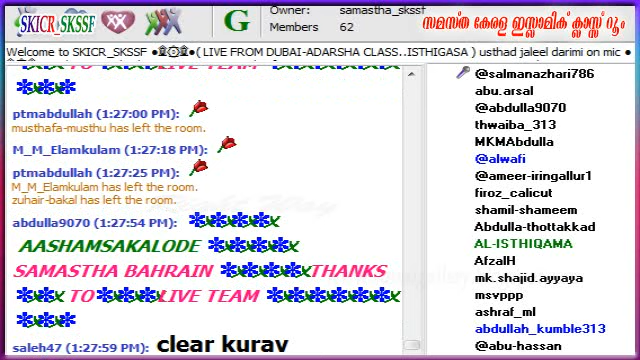 SKICR_SKSSF
G
Owner: samastha_skssf
Members 62
സമസ്ത കേരള ഇസ്ലാമിക് ക്ലാസ്സ് റൂം
Welcome to SKICR_SKSSF ( LIVE FROM DUBAI-ADARSHA CLASS..ISTHIGASA ) usthad jaleel darimi on mic
TO LIVE TEAM
ptmabdullah (1:27:00 PM):
musthafa-musthu has left the room.
M_M_Elamkulam (1:27:18 PM):
ptmabdullah (1:27:25 PM):
M_M_Elamkulam has left the room.
zuhair-bakal has left the room.
abdulla9070 (1:27:54 PM):
AASHAMSAKALODE
SAMASTHA BAHRAIN THANKS
TO LIVE TEAM
saleh47 (1:27:59 PM): clear kurav
@salmanazhari786
abu.arsal
@abdulla9070
thwaiba_313
MKMAbdulla
@alwafi
@ameer-iringallur1
firoz_calicut
shamil-shameem
Abdulla-thottakkad
AL-ISTHIQAMA
AfzalH
mk.shajid.ayyaya
msvppp
ashraf_ml
abdullah_kumble313
@abu-hassan